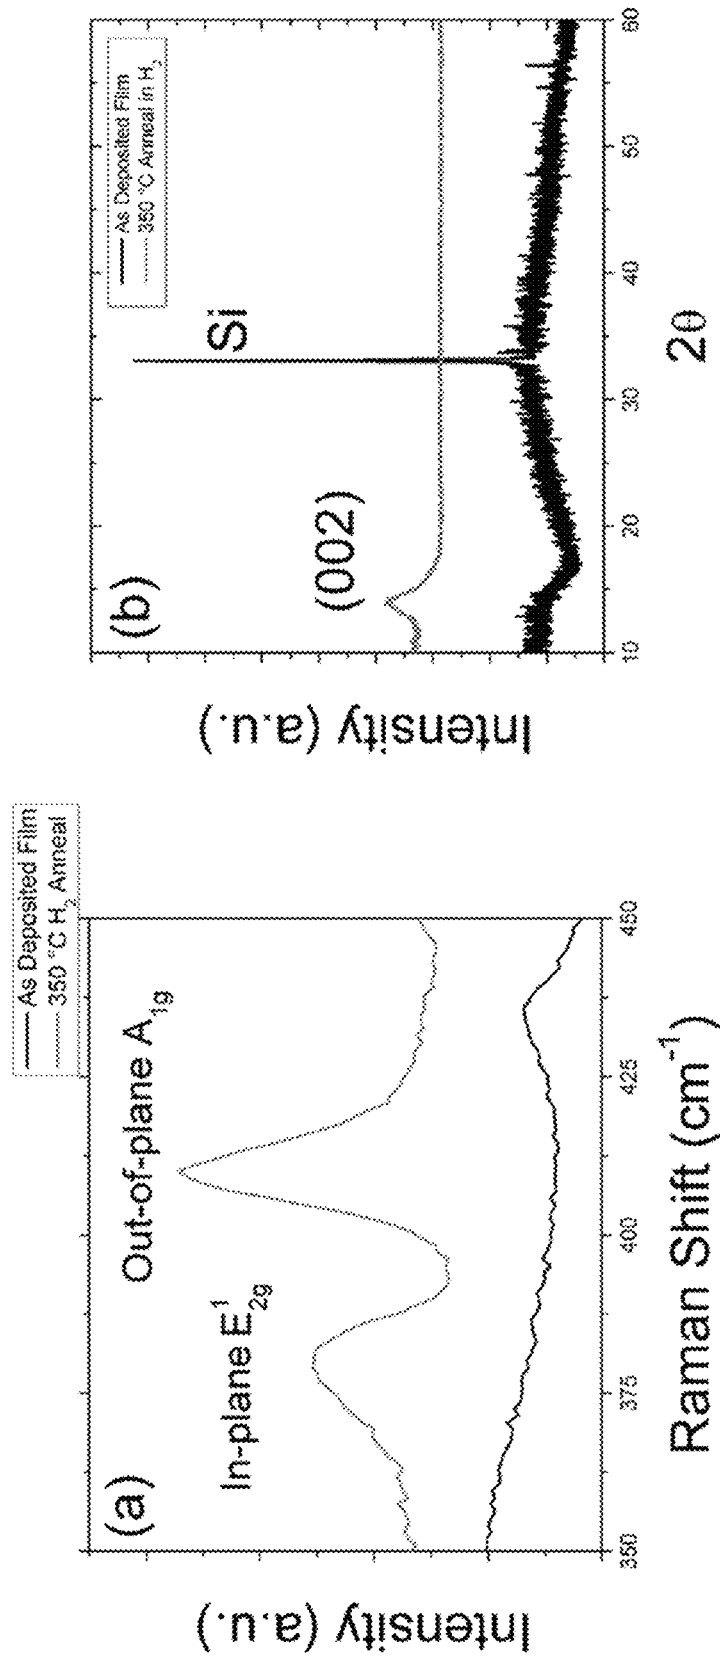 (a)
As Deposited Film
350 °C H₂ Anneal
Out-of-plane A₁g
In-plane E¹₂g
Intensity (a.u.)
350
375
400
425
450
Raman Shift (cm⁻¹)
(b)
As Deposited Film
350 °C Anneal in H₂
Si
(002)
Intensity (a.u.)
10
20
30
40
50
60
2θ